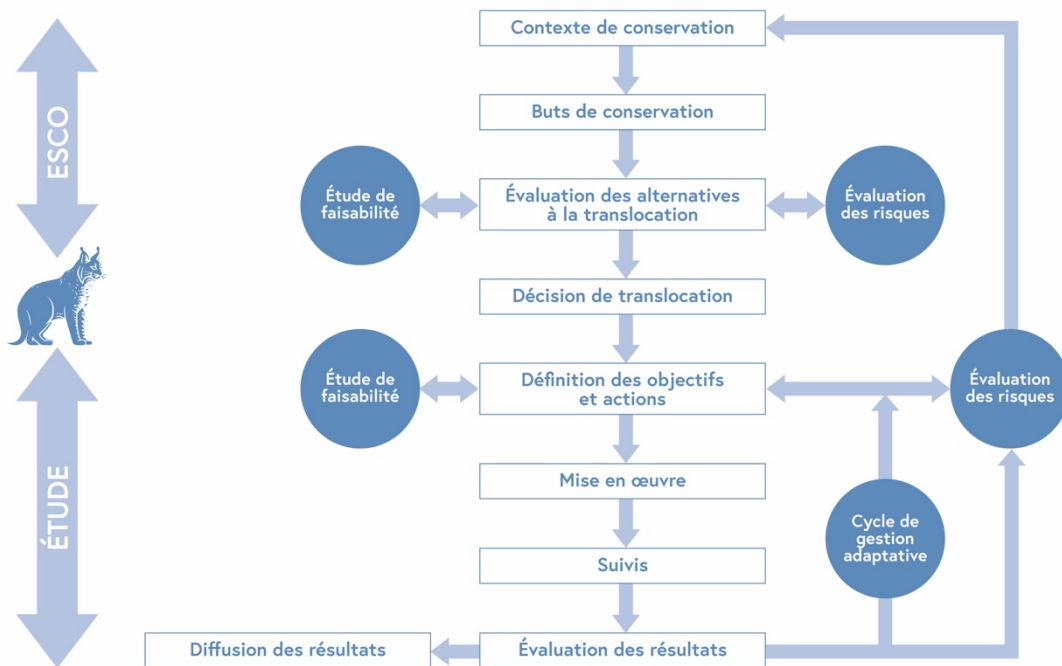 Contexte de conservation
ESCO
Buts de conservation
Étude de
faisabilité
Évaluation des alternatives
à la translocation
Évaluation
des risques
Décision de translocation
Étude de
faisabilité
Définition des objectifs
et actions
Évaluation
des risques
ÉTUDE
Mise en œuvre
Cycle de
gestion
adaptative
Suivis
Diffusion des résultats
Évaluation des résultats